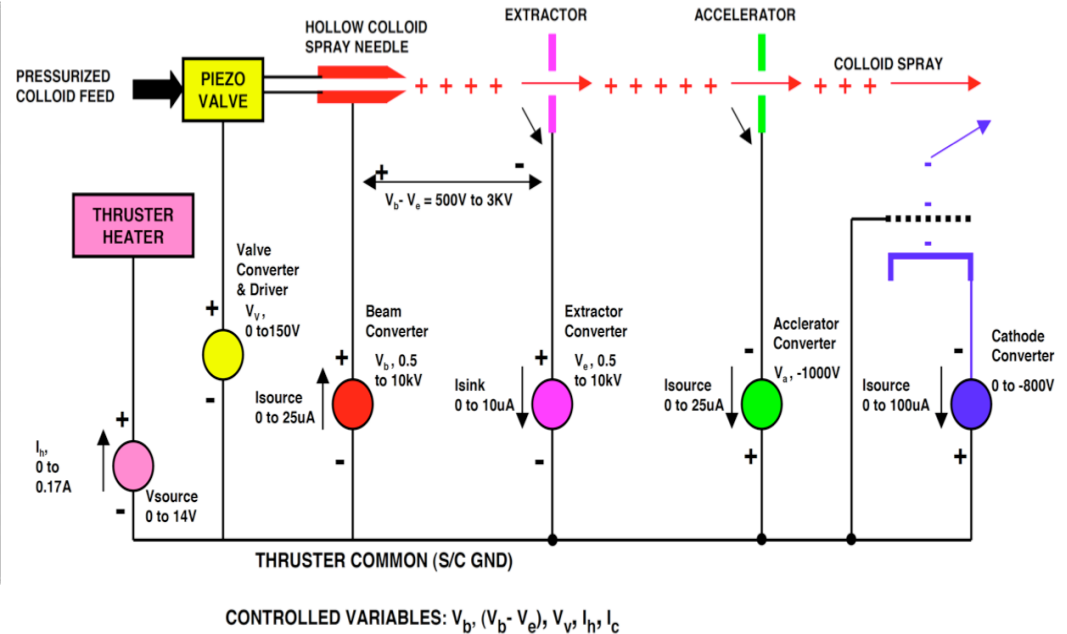 EXTRACTOR
ACCELERATOR
HOLLOW COLLOID
SPRAY NEEDLE
PRESSURIZED
COLLOID FEED
PIEZO
VALVE
+ + + +
+ + + + +
+ + +
COLLOID SPRAY
+
-
Vb- Ve = 500V to 3KV
-
-
-
THRUSTER
HEATER
Valve
Converter
& Driver
Vv,
0 to150V
+
-
Beam
Converter
Vb, 0.5
to 10kV
+
Isource
0 to 25uA
-
Extractor
Converter
Ve, 0.5
to 10kV
+
Isink
0 to 10uA
-
Acclerator
Converter
Va, -1000V
-
Isource
0 to 25uA
+
Cathode
Converter
0 to -800V
-
Isource
0 to 100uA
+
+
Ih,
0 to
0.17A
-
Vsource
0 to 14V
THRUSTER COMMON (S/C GND)
CONTROLLED VARIABLES: Vb, (Vb- Ve), Vv, Ih, Ic